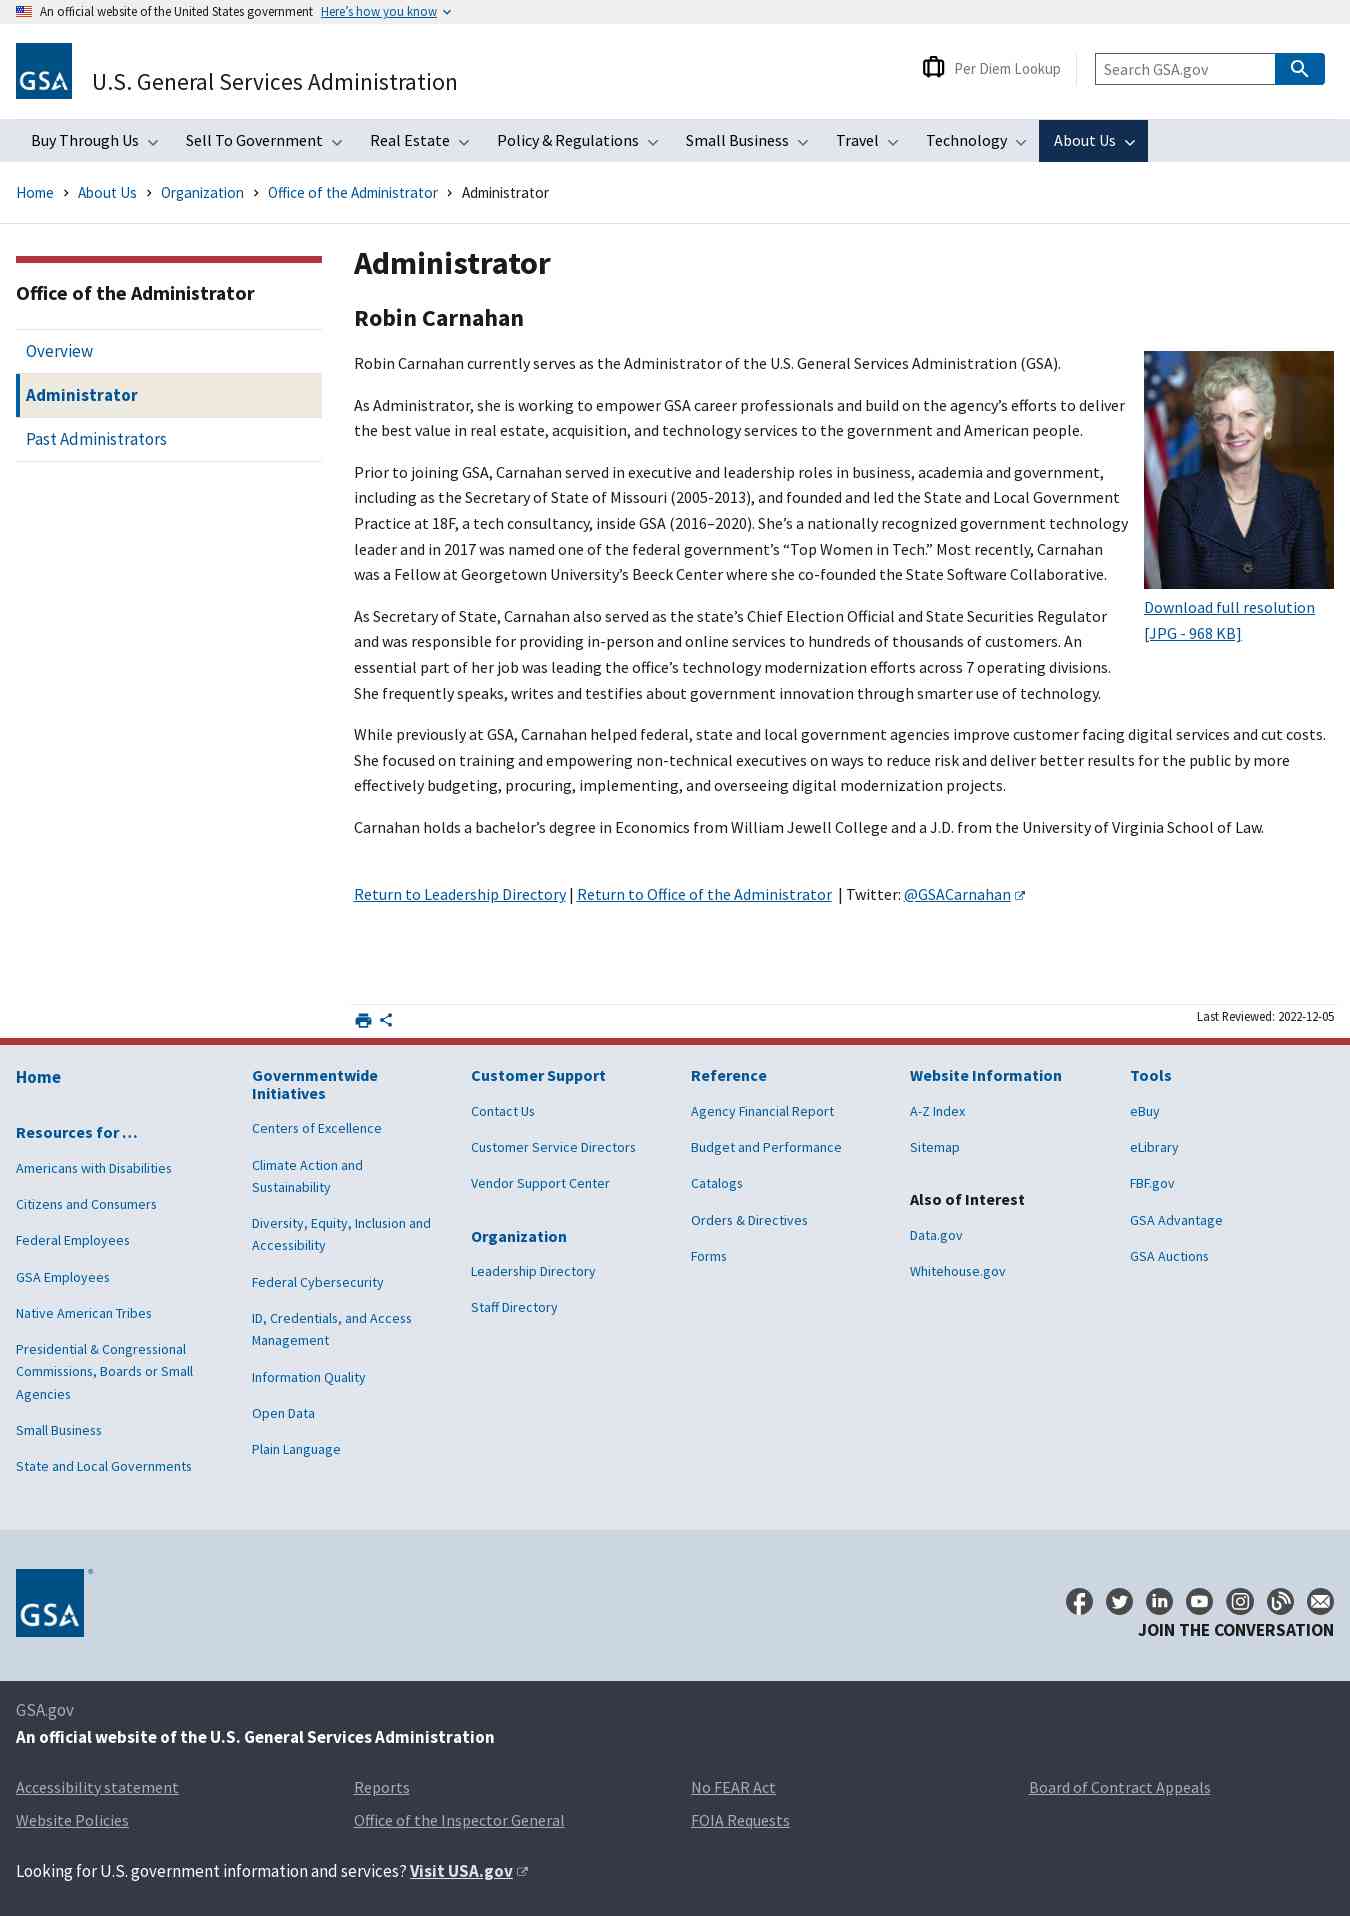 An official website of the United States government Here's how you know
GSA
U.S. General Services Administration
Per Diem Lookup
Search GSA.gov
Buy Through Us
Sell To Government
Real Estate
Policy & Regulations
Small Business
Travel
Technology
About Us
Home
About Us
Organization
Office of the Administrator
Administrator
Office of the Administrator
Overview
Administrator
Past Administrators
Administrator
Robin Carnahan
Robin Carnahan currently serves as the Administrator of the U.S. General Services Administration (GSA).
As Administrator, she is working to empower GSA career professionals and build on the agency's efforts to deliver
the best value in real estate, acquisition, and technology services to the government and American people.
Prior to joining GSA, Carnahan served in executive and leadership roles in business, academia and government,
including as the Secretary of State of Missouri (2005-2013), and founded and led the State and Local Government
Practice at 18F, a tech consultancy, inside GSA (2016–2020). She's a nationally recognized government technology
leader and in 2017 was named one of the federal government's “Top Women in Tech.” Most recently, Carnahan
was a Fellow at Georgetown University's Beeck Center where she co-founded the State Software Collaborative.
Download full resolution
[JPG - 968 KB]
As Secretary of State, Carnahan also served as the state's Chief Election Official and State Securities Regulator
and was responsible for providing in-person and online services to hundreds of thousands of customers. An
essential part of her job was leading the office's technology modernization efforts across 7 operating divisions.
She frequently speaks, writes and testifies about government innovation through smarter use of technology.
While previously at GSA, Carnahan helped federal, state and local government agencies improve customer facing digital services and cut costs.
She focused on training and empowering non-technical executives on ways to reduce risk and deliver better results for the public by more
effectively budgeting, procuring, implementing, and overseeing digital modernization projects.
Carnahan holds a bachelor's degree in Economics from William Jewell College and a J.D. from the University of Virginia School of Law.
Return to Leadership Directory | Return to Office of the Administrator | Twitter: @GSACarnahan
Last Reviewed: 2022-12-05
Home
Resources for …
Americans with Disabilities
Citizens and Consumers
Federal Employees
GSA Employees
Native American Tribes
Presidential & Congressional
Commissions, Boards or Small
Agencies
Small Business
State and Local Governments
Governmentwide
Initiatives
Centers of Excellence
Climate Action and
Sustainability
Diversity, Equity, Inclusion and
Accessibility
Federal Cybersecurity
ID, Credentials, and Access
Management
Information Quality
Open Data
Plain Language
Customer Support
Contact Us
Customer Service Directors
Vendor Support Center
Organization
Leadership Directory
Staff Directory
Reference
Agency Financial Report
Budget and Performance
Catalogs
Orders & Directives
Forms
Website Information
A-Z Index
Sitemap
Also of Interest
Data.gov
Whitehouse.gov
Tools
eBuy
eLibrary
FBF.gov
GSA Advantage
GSA Auctions
GSA ®
JOIN THE CONVERSATION
GSA.gov
An official website of the U.S. General Services Administration
Accessibility statement
Reports
No FEAR Act
Board of Contract Appeals
Website Policies
Office of the Inspector General
FOIA Requests
Looking for U.S. government information and services? Visit USA.gov